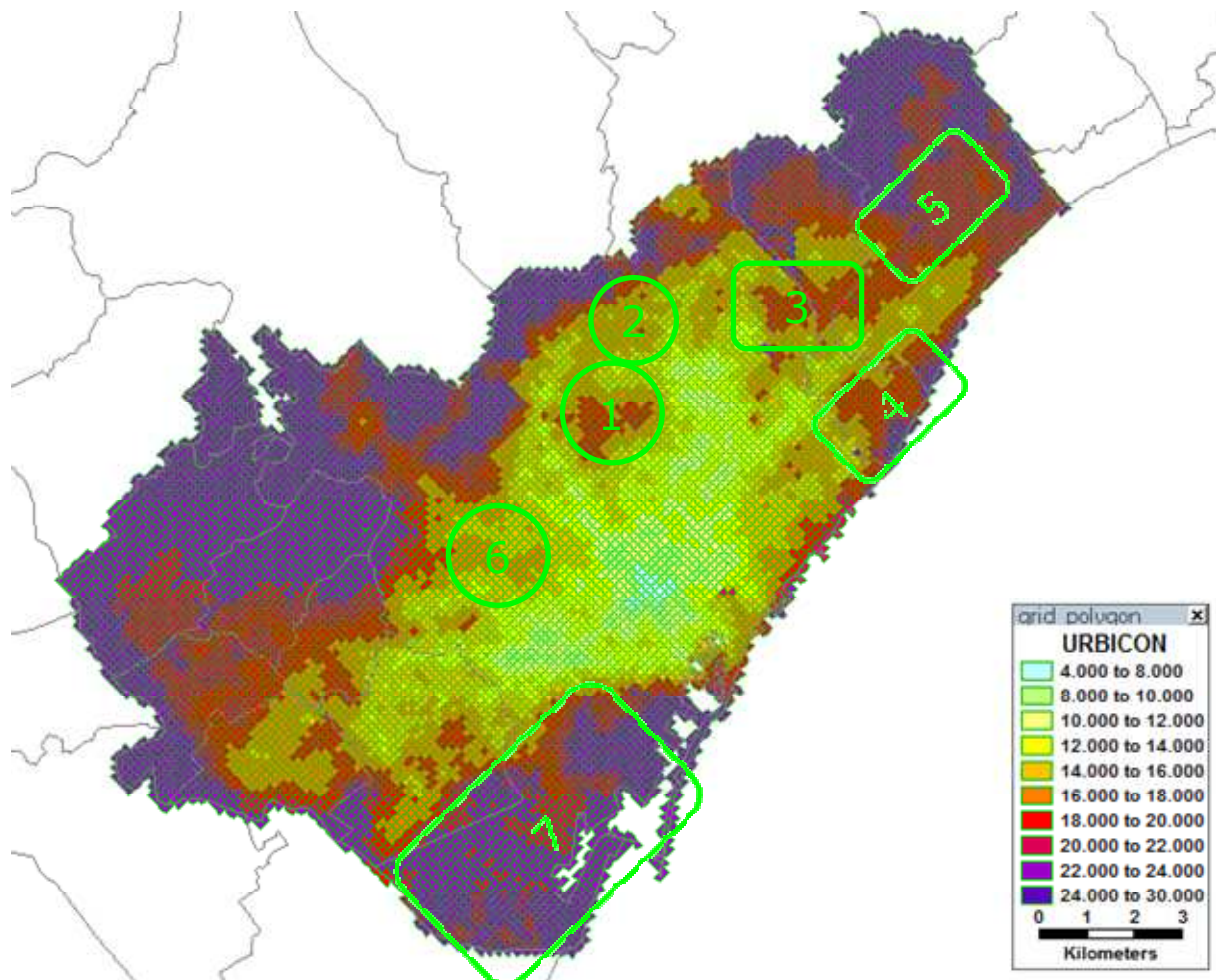 5
3
2
4
1
6
7
grid_polygon
URBICON
4.000 to 8.000
8.000 to 10.000
10.000 to 12.000
12.000 to 14.000
14.000 to 16.000
16.000 to 18.000
18.000 to 20.000
20.000 to 22.000
22.000 to 24.000
24.000 to 30.000
0 1 2 3
Kilometers